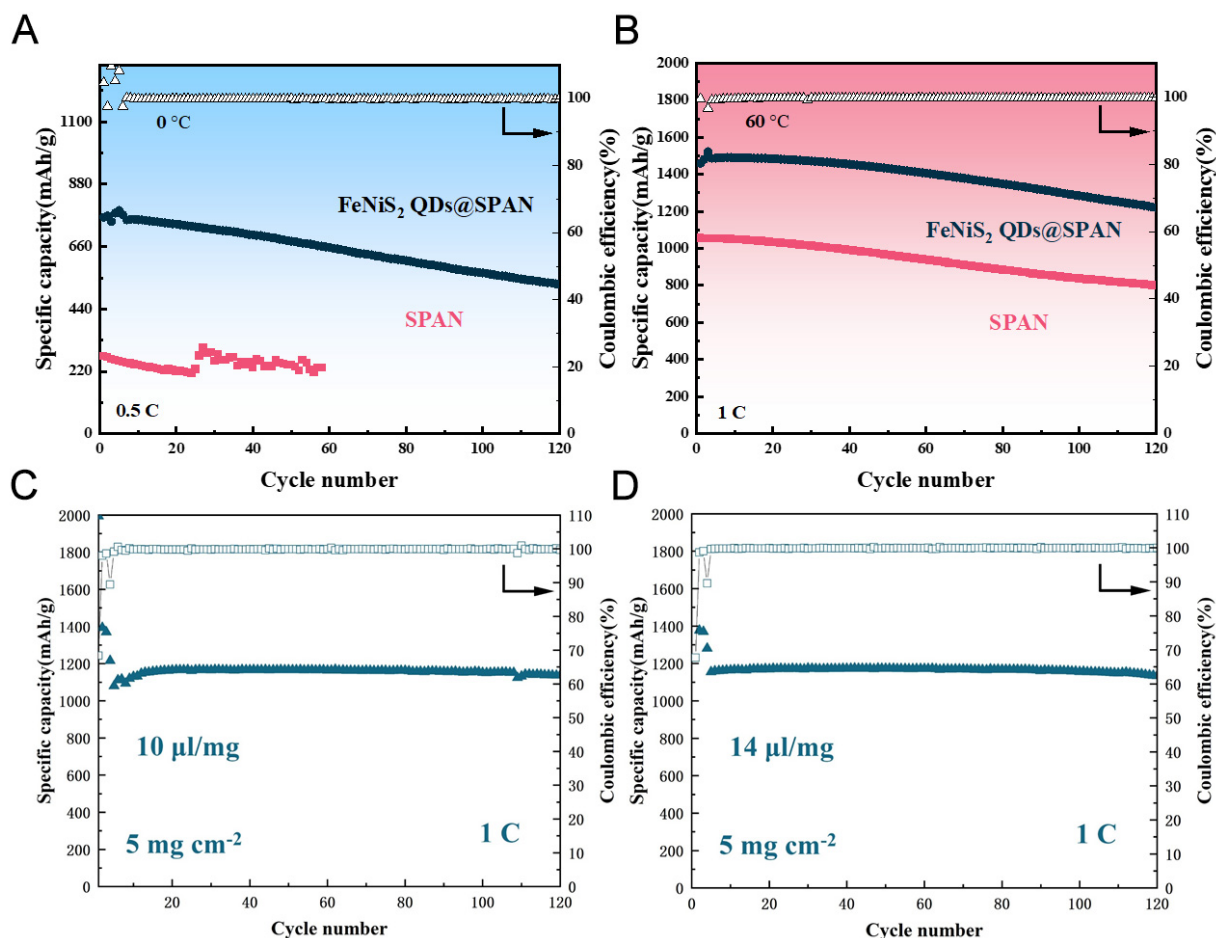 A
Specific capacity(mAh/g)
1100
880
660
440
220
0
0 °C
FeNiS₂ QDs@SPAN
SPAN
0.5 C
100
80
60
40
20
0
Coulombic efficiency(%)
0 20 40 60 80 100 120
Cycle number
B
Specific capacity(mAh/g)
2000
1800
1600
1400
1200
1000
800
600
400
200
0
60 °C
FeNiS₂ QDs@SPAN
SPAN
1 C
100
80
60
40
20
0
Coulombic efficiency(%)
0 20 40 60 80 100 120
Cycle number
C
Specific capacity(mAh/g)
2000
1800
1600
1400
1200
1000
800
600
400
200
0
10 μl/mg
5 mg cm⁻²
1 C
110
100
90
80
70
60
50
40
30
20
10
0
Coulombic efficiency(%)
20 40 60 80 100 120
Cycle number
D
Specific capacity(mAh/g)
2000
1800
1600
1400
1200
1000
800
600
400
200
0
14 μl/mg
5 mg cm⁻²
1 C
110
100
90
80
70
60
50
40
30
20
10
0
Coulombic efficiency(%)
0 20 40 60 80 100 120
Cycle number